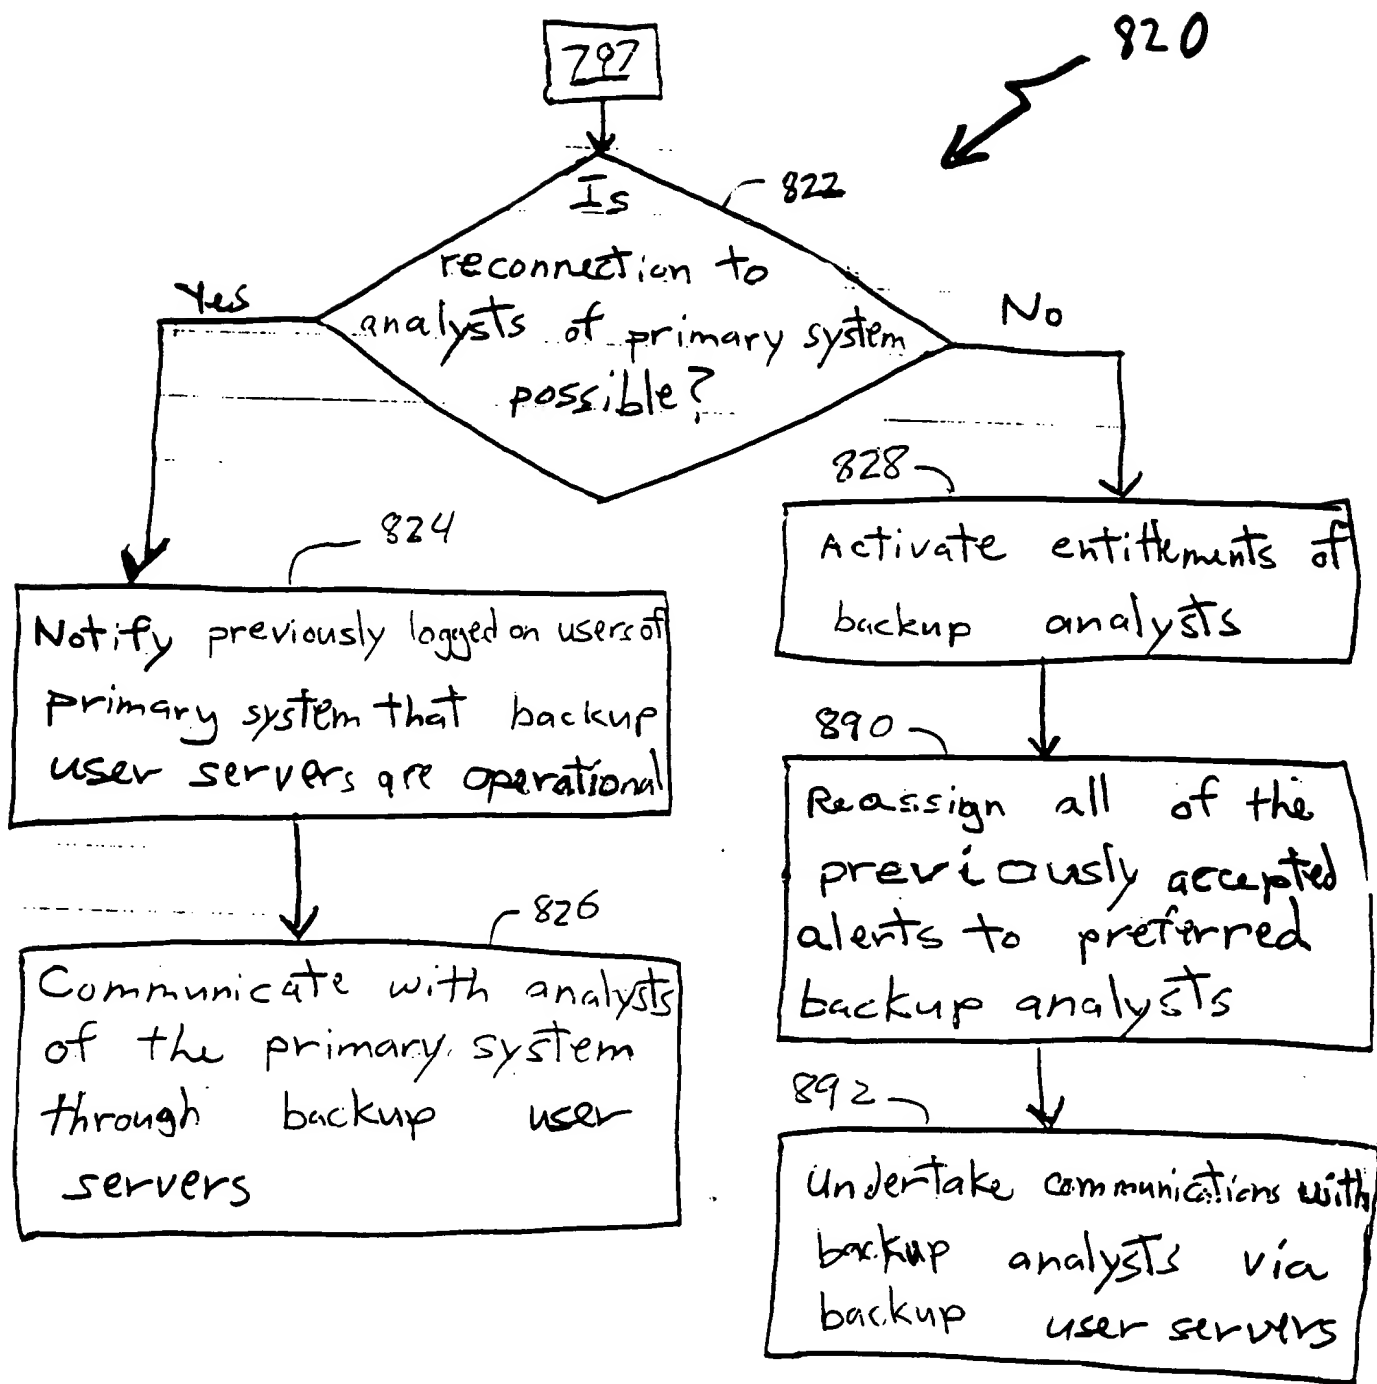 797
820
822
Is
reconnection to
analysts of primary system
possible?
Yes
No
824
Notify previously logged on users of
primary system that backup
user servers are operational
826
Communicate with analysts
of the primary system
through backup user
servers
828
Activate entitlements of
backup analysts
890
Reassign all of the
previously accepted
alerts to preferred
backup analysts
892
Undertake communications with
backup analysts via
backup user servers